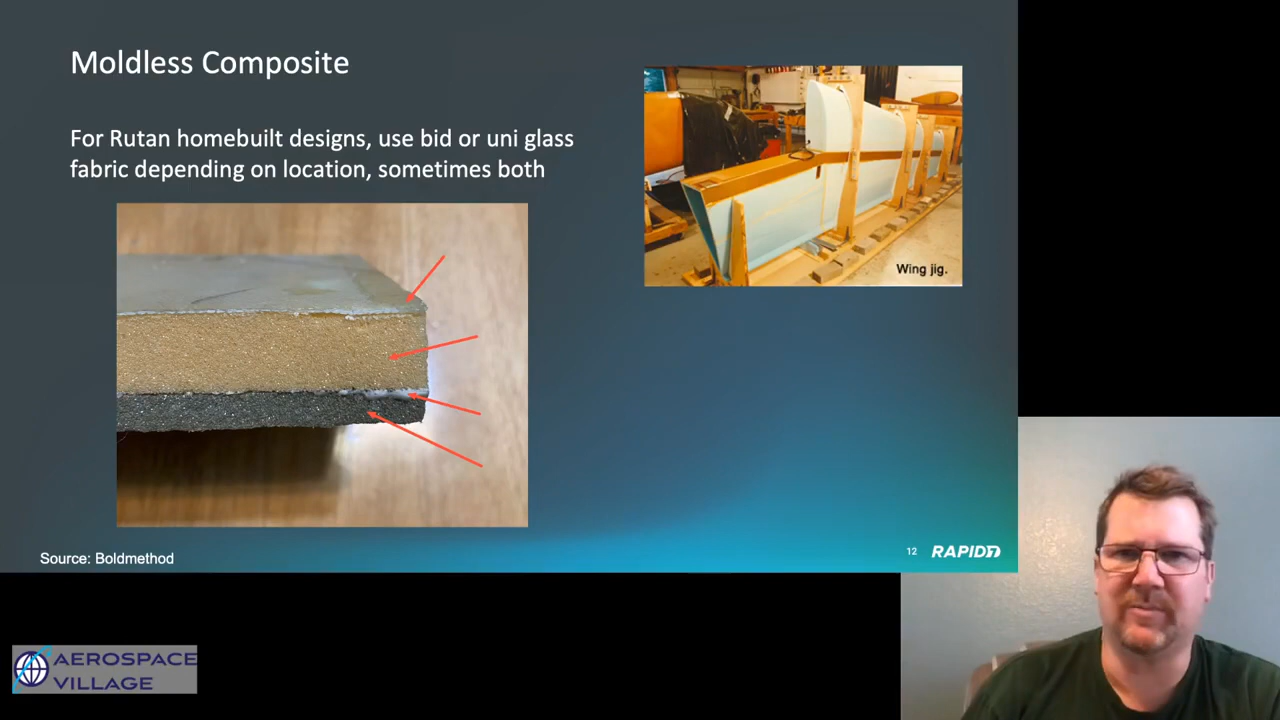 Moldless Composite
For Rutan homebuilt designs, use bid or uni glass
fabric depending on location, sometimes both
Wing jig.
Source: Boldmethod
12
RAPID7
AEROSPACE
VILLAGE